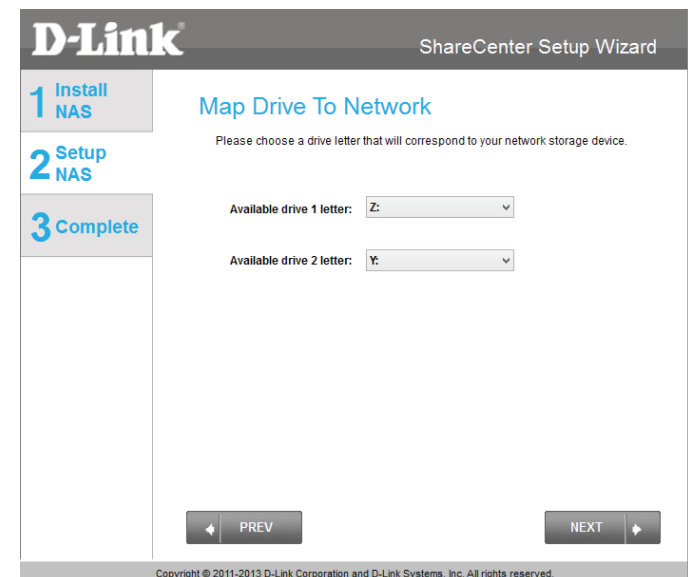 D-Link
ShareCenter Setup Wizard
1 Install
NAS
2 Setup
NAS
3 Complete
Map Drive To Network
Please choose a drive letter that will correspond to your network storage device.
Available drive 1 letter: Z:
Available drive 2 letter: Y:
PREV
NEXT
Copyright © 2011-2013 D-Link Corporation and D-Link Systems, Inc. All rights reserved.